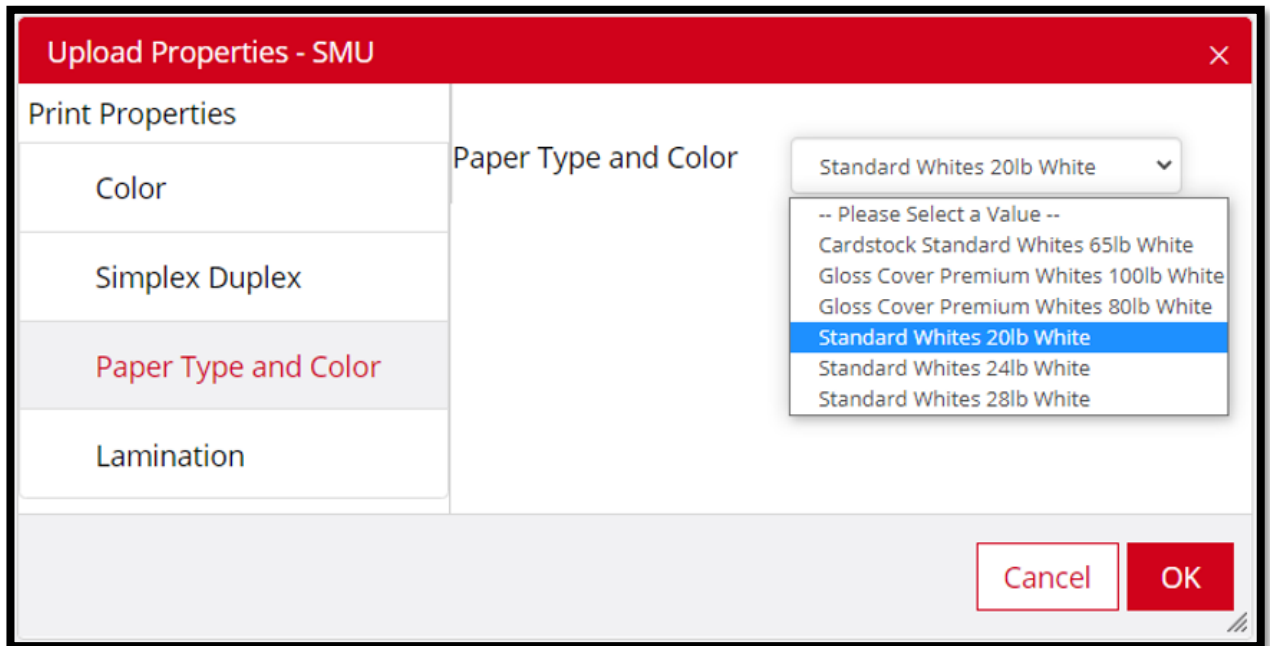 Upload Properties - SMU
Print Properties
Color
Simplex Duplex
Paper Type and Color
Lamination
Paper Type and Color
Standard Whites 20lb White
-- Please Select a Value --
Cardstock Standard Whites 65lb White
Gloss Cover Premium Whites 100lb White
Gloss Cover Premium Whites 80lb White
Standard Whites 20lb White
Standard Whites 24lb White
Standard Whites 28lb White
Cancel
OK